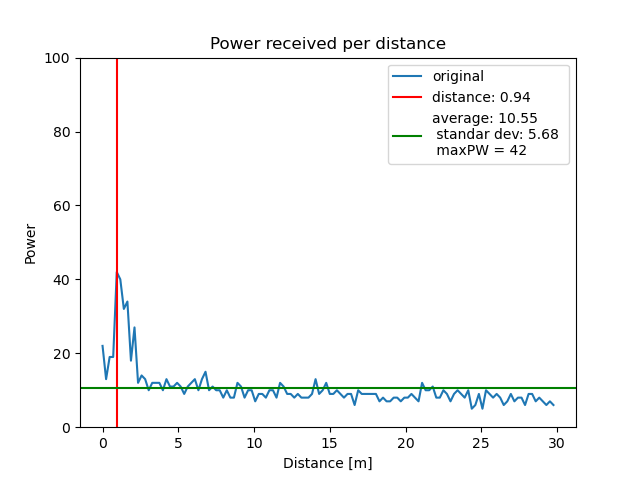 Power received per distance
original
distance: 0.94
average: 10.55
standar dev: 5.68
maxPW = 42
100
80
60
40
20
0
Power
0 5 10 15 20 25 30
Distance [m]